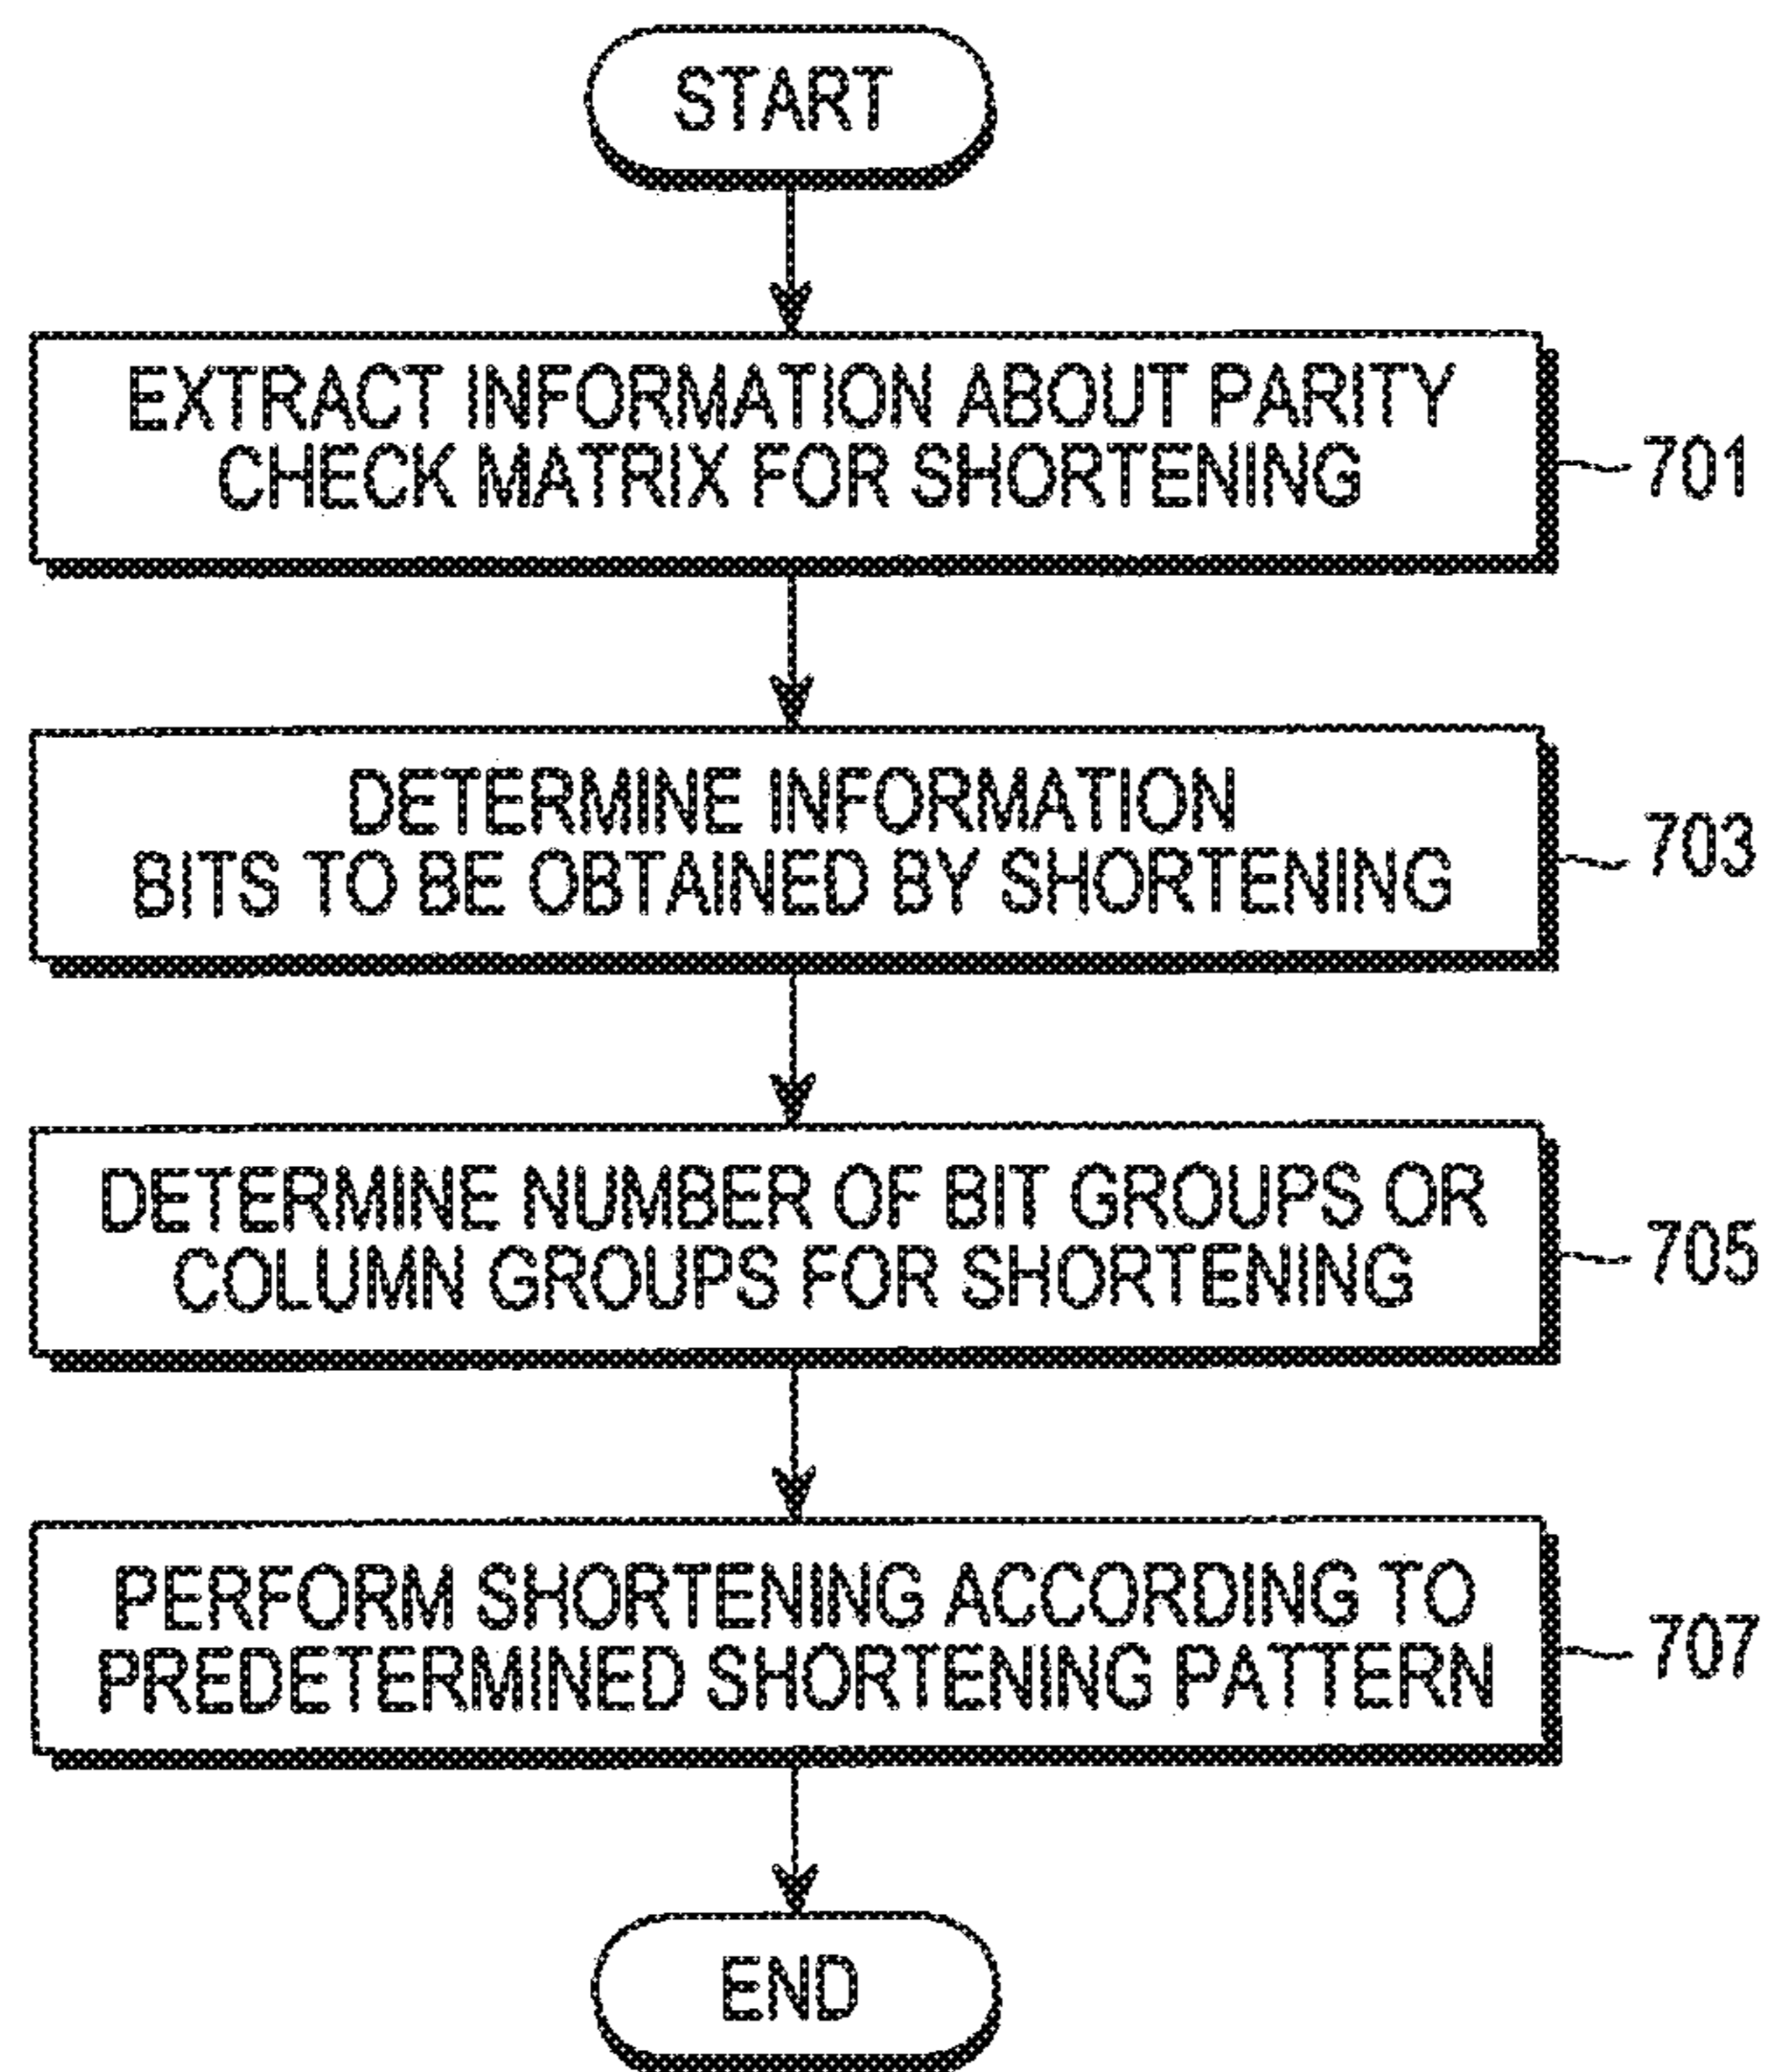 START
EXTRACT INFORMATION ABOUT PARITY
CHECK MATRIX FOR SHORTENING
701
DETERMINE INFORMATION
BITS TO BE OBTAINED BY SHORTENING
703
DETERMINE NUMBER OF BIT GROUPS OR
COLUMN GROUPS FOR SHORTENING
705
PERFORM SHORTENING ACCORDING TO
PREDETERMINED SHORTENING PATTERN
707
END